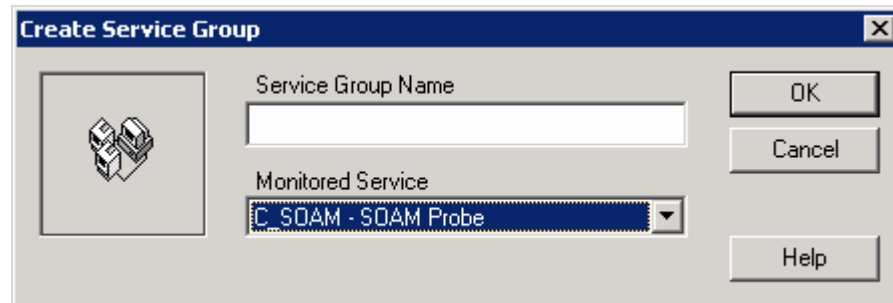 Create Service Group
Service Group Name
OK
Cancel
Monitored Service
C_SOAM - SOAM Probe
Help